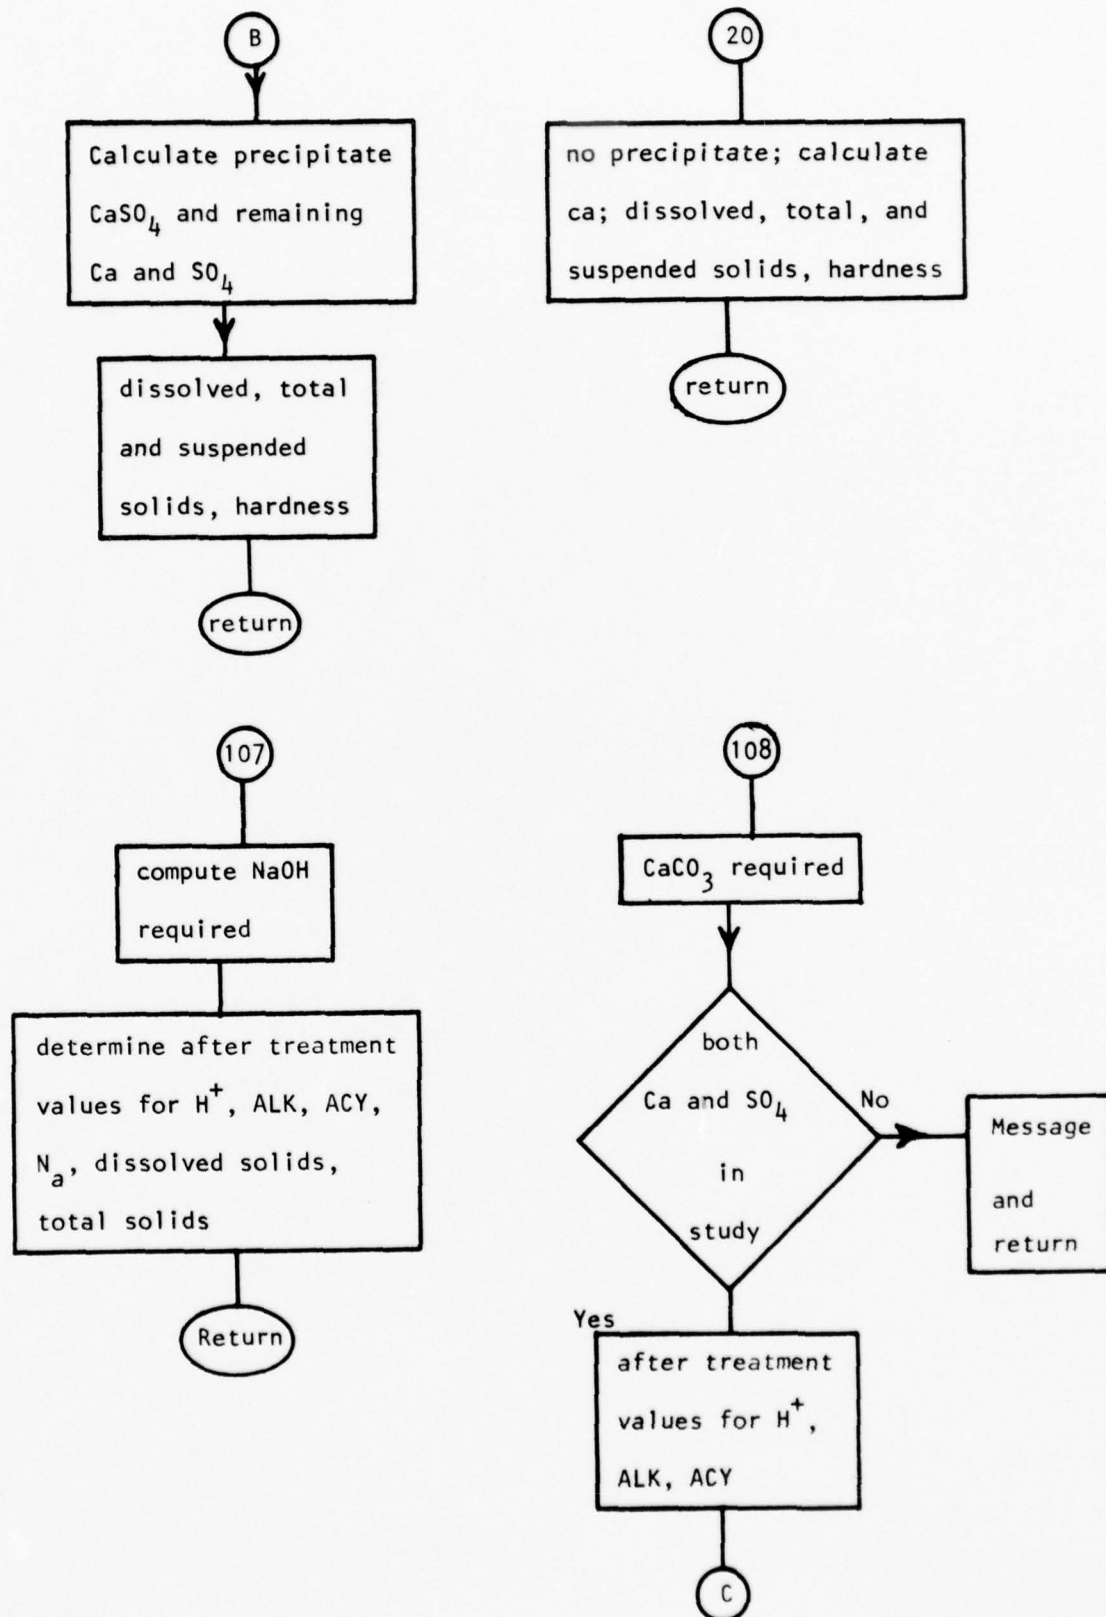 B
Calculate precipitate
CaSO₄ and remaining
Ca and SO₄
dissolved, total
and suspended
solids, hardness
return
20
no precipitate; calculate
ca; dissolved, total, and
suspended solids, hardness
return
107
compute NaOH
required
determine after treatment
values for H⁺, ALK, ACY,
Nₐ, dissolved solids,
total solids
Return
108
CaCO₃ required
both
Ca and SO₄
in
study
No
Message
and
return
Yes
after treatment
values for H⁺,
ALK, ACY
C